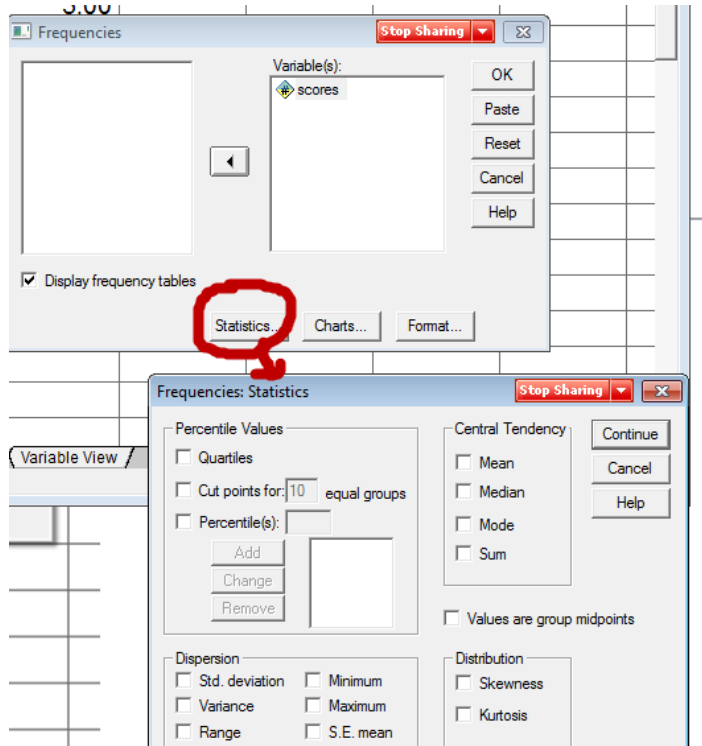 3.00
Frequencies
Stop Sharing
Variable(s):
scores
OK
Paste
Reset
Cancel
Help
Display frequency tables
Statistics...
Charts...
Format...
Frequencies: Statistics
Stop Sharing
Percentile Values
Quartiles
Cut points for: 10 equal groups
Percentile(s):
Add
Change
Remove
Central Tendency
Mean
Median
Mode
Sum
Continue
Cancel
Help
Variable View
Values are group midpoints
Dispersion
Std. deviation
Minimum
Variance
Maximum
Range
S.E. mean
Distribution
Skewness
Kurtosis